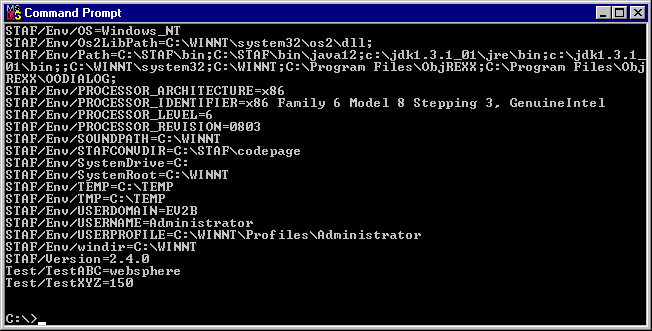 Command Prompt
STAF/Env/OS=Windows_NT
STAF/Env/Os2LibPath=C:\WINNT\system32\os2\dll;
STAF/Env/Path=C:\STAF\bin;C:\STAF\bin\java12;c:\jdk1.3.1_01\jre\bin;c:\jdk1.3.1_
01\bin;;C:\WINNT\system32;C:\WINNT;C:\Program Files\ObjREXX;C:\Program Files\Obj
REXX\OODIALOG;
STAF/Env/PROCESSOR_ARCHITECTURE=x86
STAF/Env/PROCESSOR_IDENTIFIER=x86 Family 6 Model 8 Stepping 3, GenuineIntel
STAF/Env/PROCESSOR_LEVEL=6
STAF/Env/PROCESSOR_REVISION=0803
STAF/Env/SOUNDPATH=C:\WINNT
STAF/Env/STAFCONVDIR=C:\STAF\codepage
STAF/Env/SystemDrive=C:
STAF/Env/SystemRoot=C:\WINNT
STAF/Env/TEMP=C:\TEMP
STAF/Env/TMP=C:\TEMP
STAF/Env/USERDOMAIN=EV2B
STAF/Env/USERNAME=Administrator
STAF/Env/USERPROFILE=C:\WINNT\Profiles\Administrator
STAF/Env/windir=C:\WINNT
STAF/Version=2.4.0
Test/TestABC=websphere
Test/TestXYZ=150
C:\>